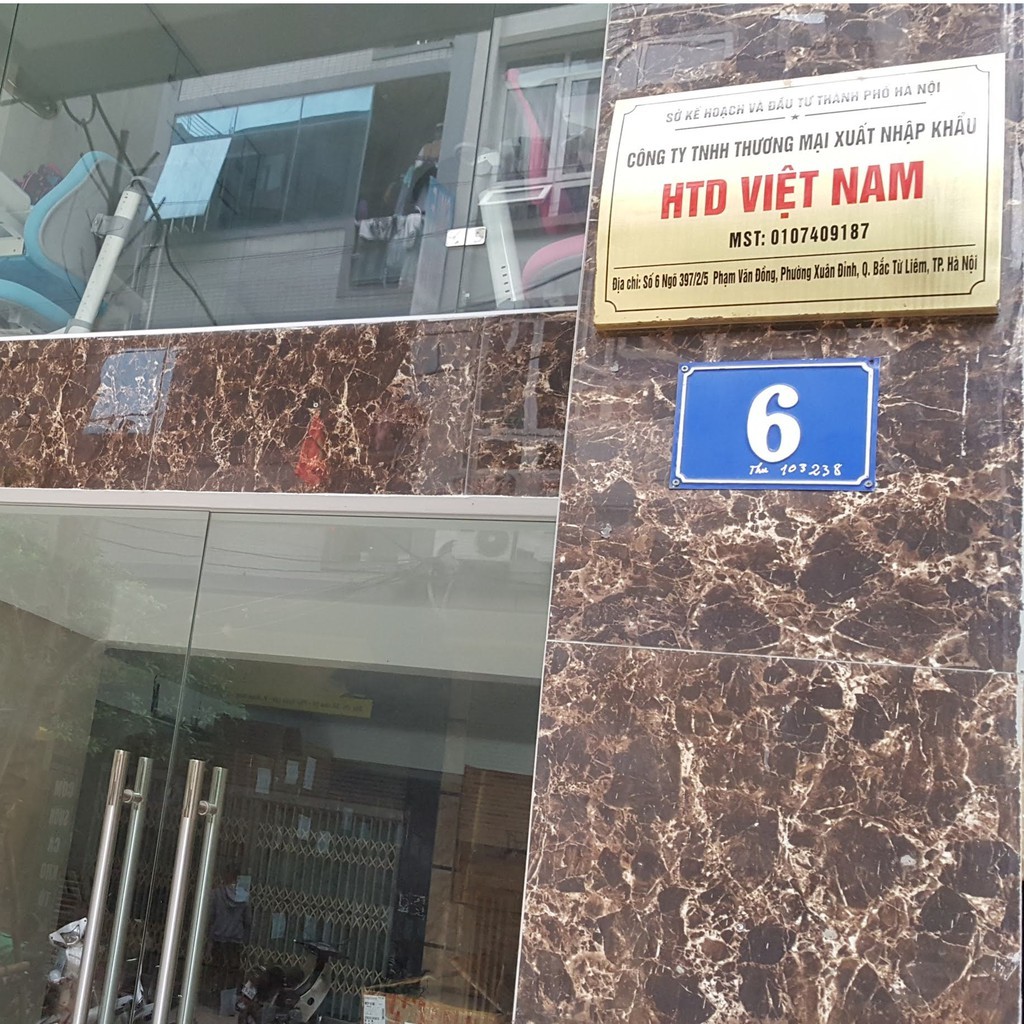 SỞ KẾ HOẠCH VÀ ĐẦU TƯ THÀNH PHỐ HÀ NỘI
CÔNG TY TNHH THƯƠNG MẠI XUẤT NHẬP KHẨU
HTD VIỆT NAM
MST: 0107409187
Địa chỉ: Số 6 Ngõ 397/2/5 Phạm Văn Đồng, Phường Xuân Đỉnh, Q. Bắc Từ Liêm, TP. Hà Nội
6
Thu 103238